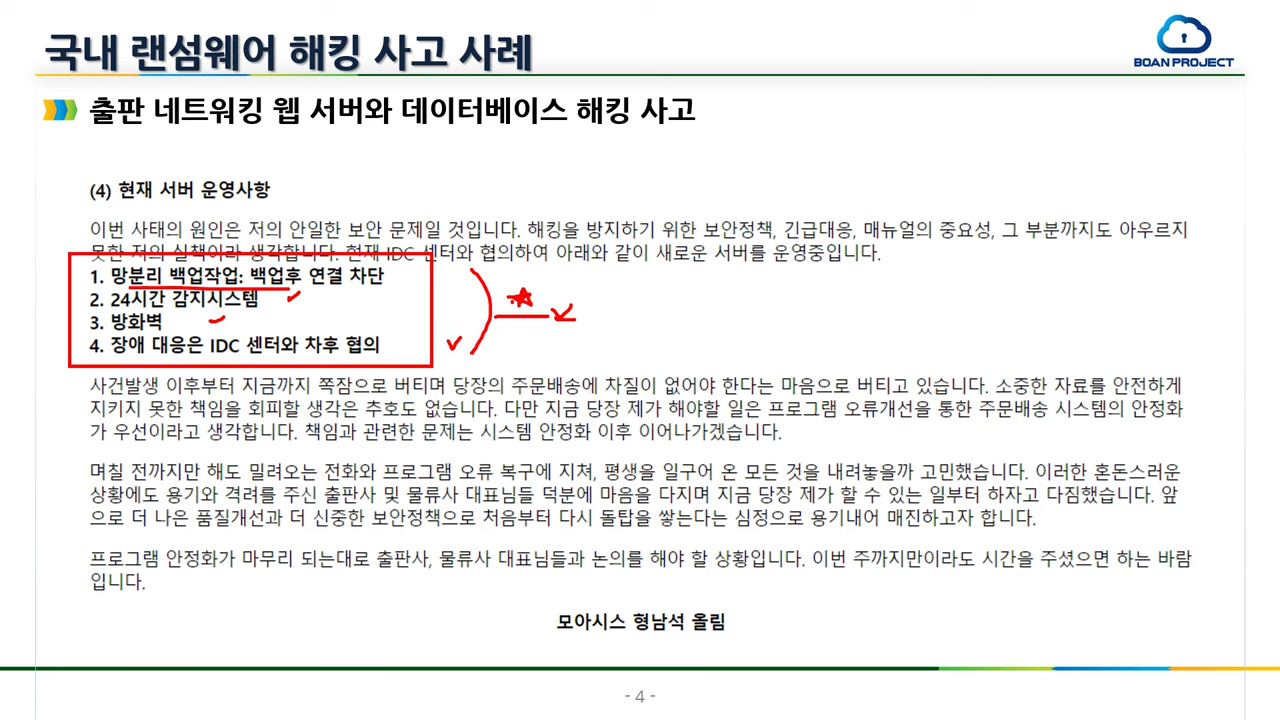 국내 랜섬웨어 해킹 사고 사례
BOAN PROJECT
출판 네트워킹 웹 서버와 데이터베이스 해킹 사고
(4) 현재 서버 운영사항
이번 사태의 원인은 저의 안일한 보안 문제일 것입니다. 해킹을 방지하기 위한 보안정책, 긴급대응, 매뉴얼의 중요성, 그 부분까지도 아우르지
못한 저의 실책이라 생각합니다. 현재 IDC 센터와 협의하여 아래와 같이 새로운 서버를 운영중입니다.
1. 망분리 백업작업: 백업후 연결 차단
2. 24시간 감지시스템
3. 방화벽
4. 장애 대응은 IDC 센터와 차후 협의
사건발생 이후부터 지금까지 쪽잠으로 버티며 당장의 주문배송에 차질이 없어야 한다는 마음으로 버티고 있습니다. 소중한 자료를 안전하게
지키지 못한 책임을 회피할 생각은 추호도 없습니다. 다만 지금 당장 제가 해야할 일은 프로그램 오류개선을 통한 주문배송 시스템의 안정화
가 우선이라고 생각합니다. 책임과 관련한 문제는 시스템 안정화 이후 이어나가겠습니다.
며칠 전까지만 해도 밀려오는 전화와 프로그램 오류 복구에 지쳐, 평생을 일구어 온 모든 것을 내려놓을까 고민했습니다. 이러한 혼돈스러운
상황에도 용기와 격려를 주신 출판사 및 물류사 대표님들 덕분에 마음을 다지며 지금 당장 제가 할 수 있는 일부터 하자고 다짐했습니다. 앞
으로 더 나은 품질개선과 더 신중한 보안정책으로 처음부터 다시 돌탑을 쌓는다는 심정으로 용기내어 매진하고자 합니다.
프로그램 안정화가 마무리 되는대로 출판사, 물류사 대표님들과 논의를 해야 할 상황입니다. 이번 주까지만이라도 시간을 주셨으면 하는 바람
입니다.
모아시스 형남석 올림
- 4 -